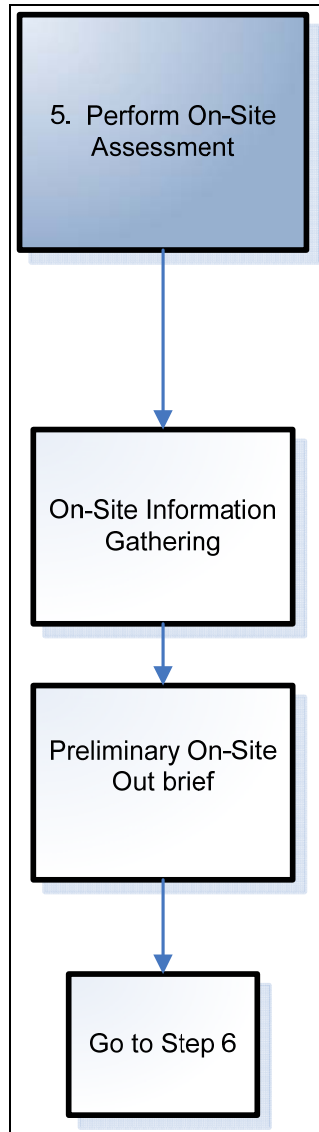 5. Perform On-Site
Assessment
On-Site Information
Gathering
Preliminary On-Site
Out brief
Go to Step 6